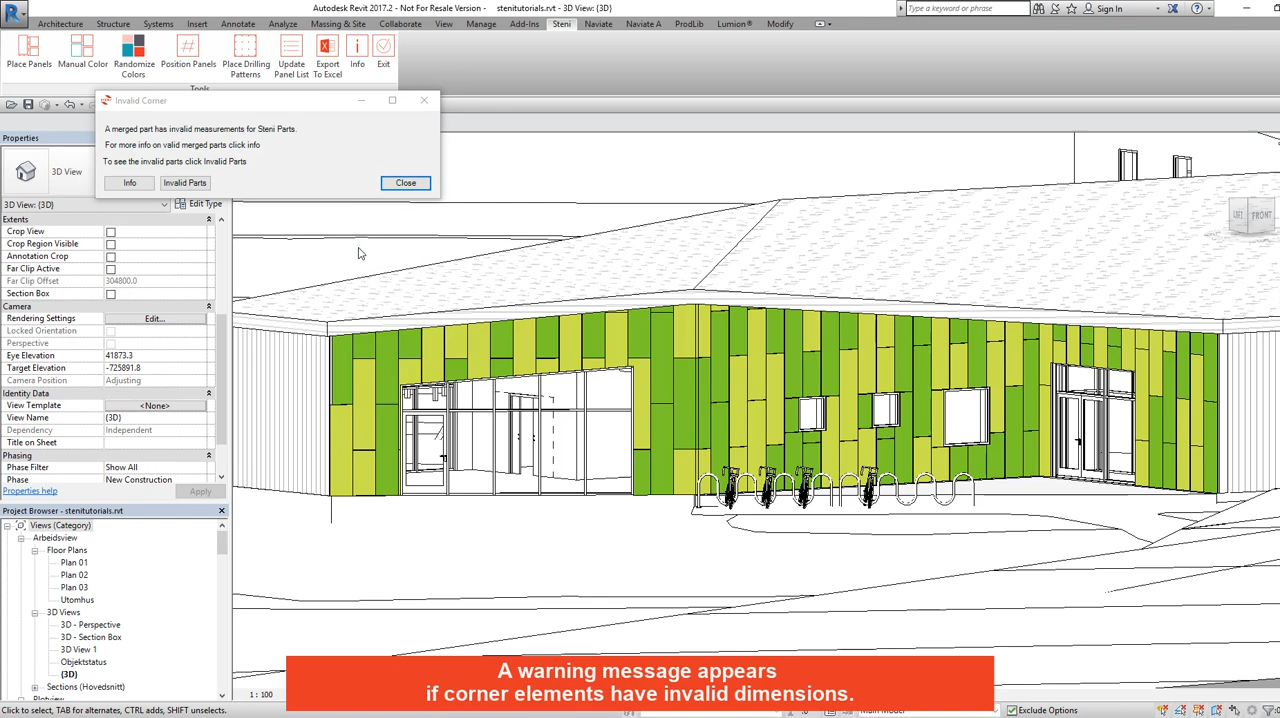 Autodesk Revit 2017.2 - Not For Resale Version - stenitutorials.rvt - 3D View: {3D}
Type a keyword or phrase
Sign In
Architecture Structure Systems Insert Annotate Analyze Massing & Site Collaborate View Manage Add-Ins Steni Naviate Naviate A ProdLib Lumion® Modify
Place Panels Manual Color Randomize Colors Position Panels Place Drilling Patterns Update Panel List Export To Excel Info Exit
Tools
Invalid Corner
A merged part has invalid measurements for Steni Parts.
For more info on valid merged parts click info
To see the invalid parts click Invalid Parts
Info Invalid Parts Close
Properties
3D View
3D View: {3D} Edit Type
Extents
Crop View
Crop Region Visible
Annotation Crop
Far Clip Active
Far Clip Offset 304800.0
Section Box
Camera
Rendering Settings Edit...
Locked Orientation
Perspective
Eye Elevation 41873.3
Target Elevation -725891.8
Camera Position Adjusting
Identity Data
View Template <None>
View Name {3D}
Dependency Independent
Title on Sheet
Phasing
Phase Filter Show All
Phase New Construction
Properties help Apply
Project Browser - stenitutorials.rvt
Views (Category)
Arbeidsview
Floor Plans
Plan 01
Plan 02
Plan 03
Utomhus
3D Views
3D - Perspective
3D - Section Box
3D View 1
Objektstatus
{3D}
Sections (Hovedsnitt)
LEFT FRONT
A warning message appears
if corner elements have invalid dimensions.
1 : 100
Click to select, TAB for alternates, CTRL adds, SHIFT unselects.
Main Model
Exclude Options